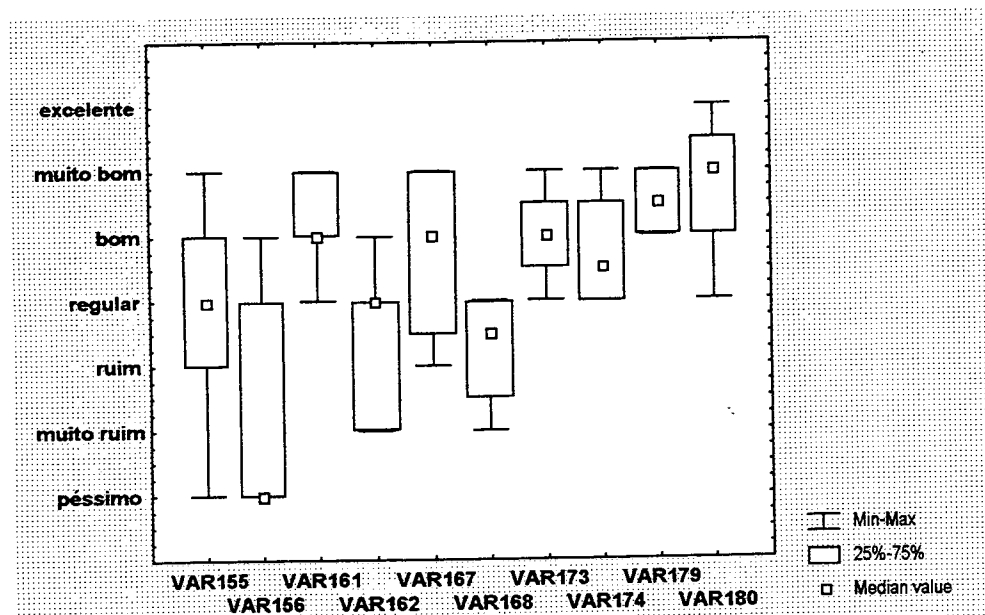 excelente
muito bom
bom
regular
ruim
muito ruim
péssimo
VAR155 VAR161 VAR167 VAR173 VAR179
VAR156 VAR162 VAR168 VAR174 VAR180
Min-Max
25%-75%
Median value